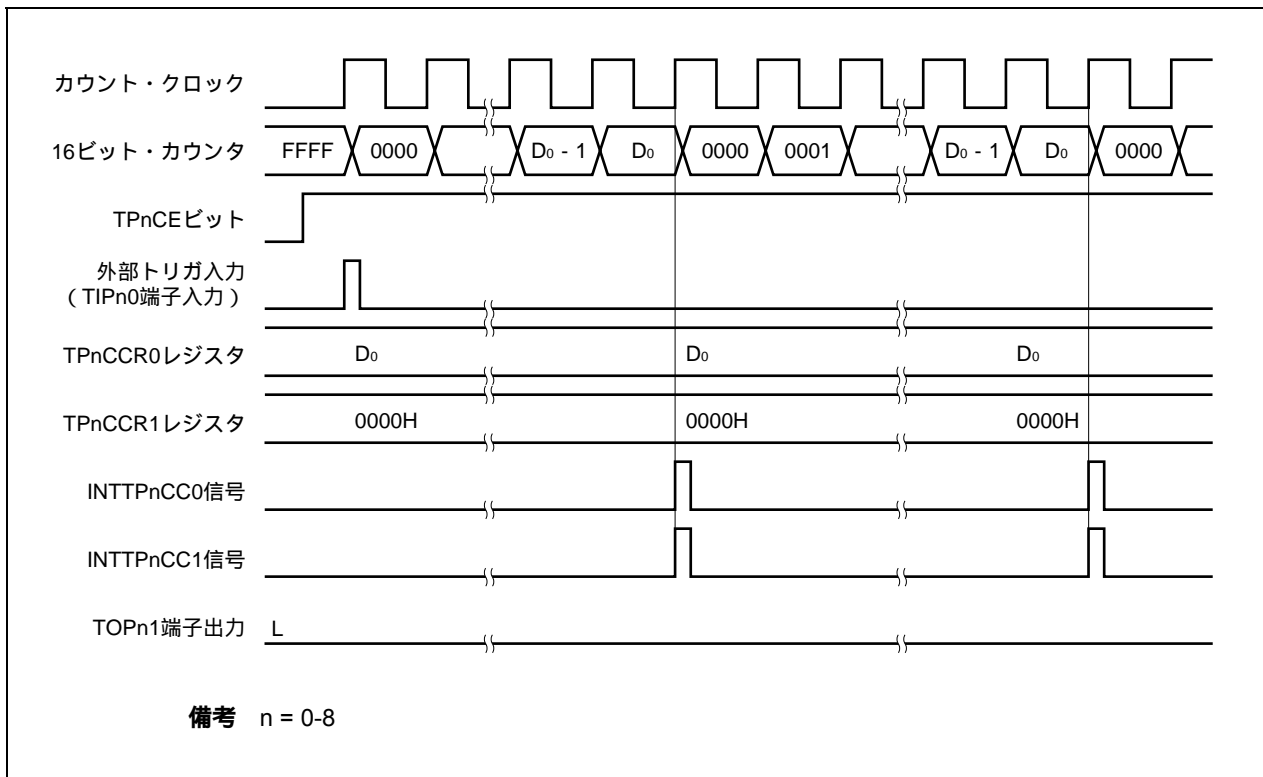 カウント・クロック
16ビット・カウンタ FFFF 0000 D0 - 1 D0 0000 0001 D0 - 1 D0 0000
TPnCEビット
外部トリガ入力
（TIPn0端子入力）
TPnCCR0レジスタ D0 D0 D0
TPnCCR1レジスタ 0000H 0000H 0000H
INTTPnCC0信号
INTTPnCC1信号
TOPn1端子出力 L
備考 n = 0-8